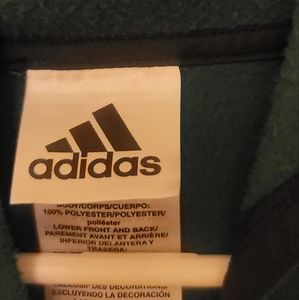 adidas
BODY/CORPS/CUERPO:
100% POLYESTER/POLYESTER/
poliéster
LOWER FRONT AND BACK/
PAREMENT AVANT ET ARRIÈRE/
INFERIOR DELANTERA Y
TRASERA:
EXCLUSIF DES DÉCORATIONS
EXCLUYENDO LA DECORACIÓN